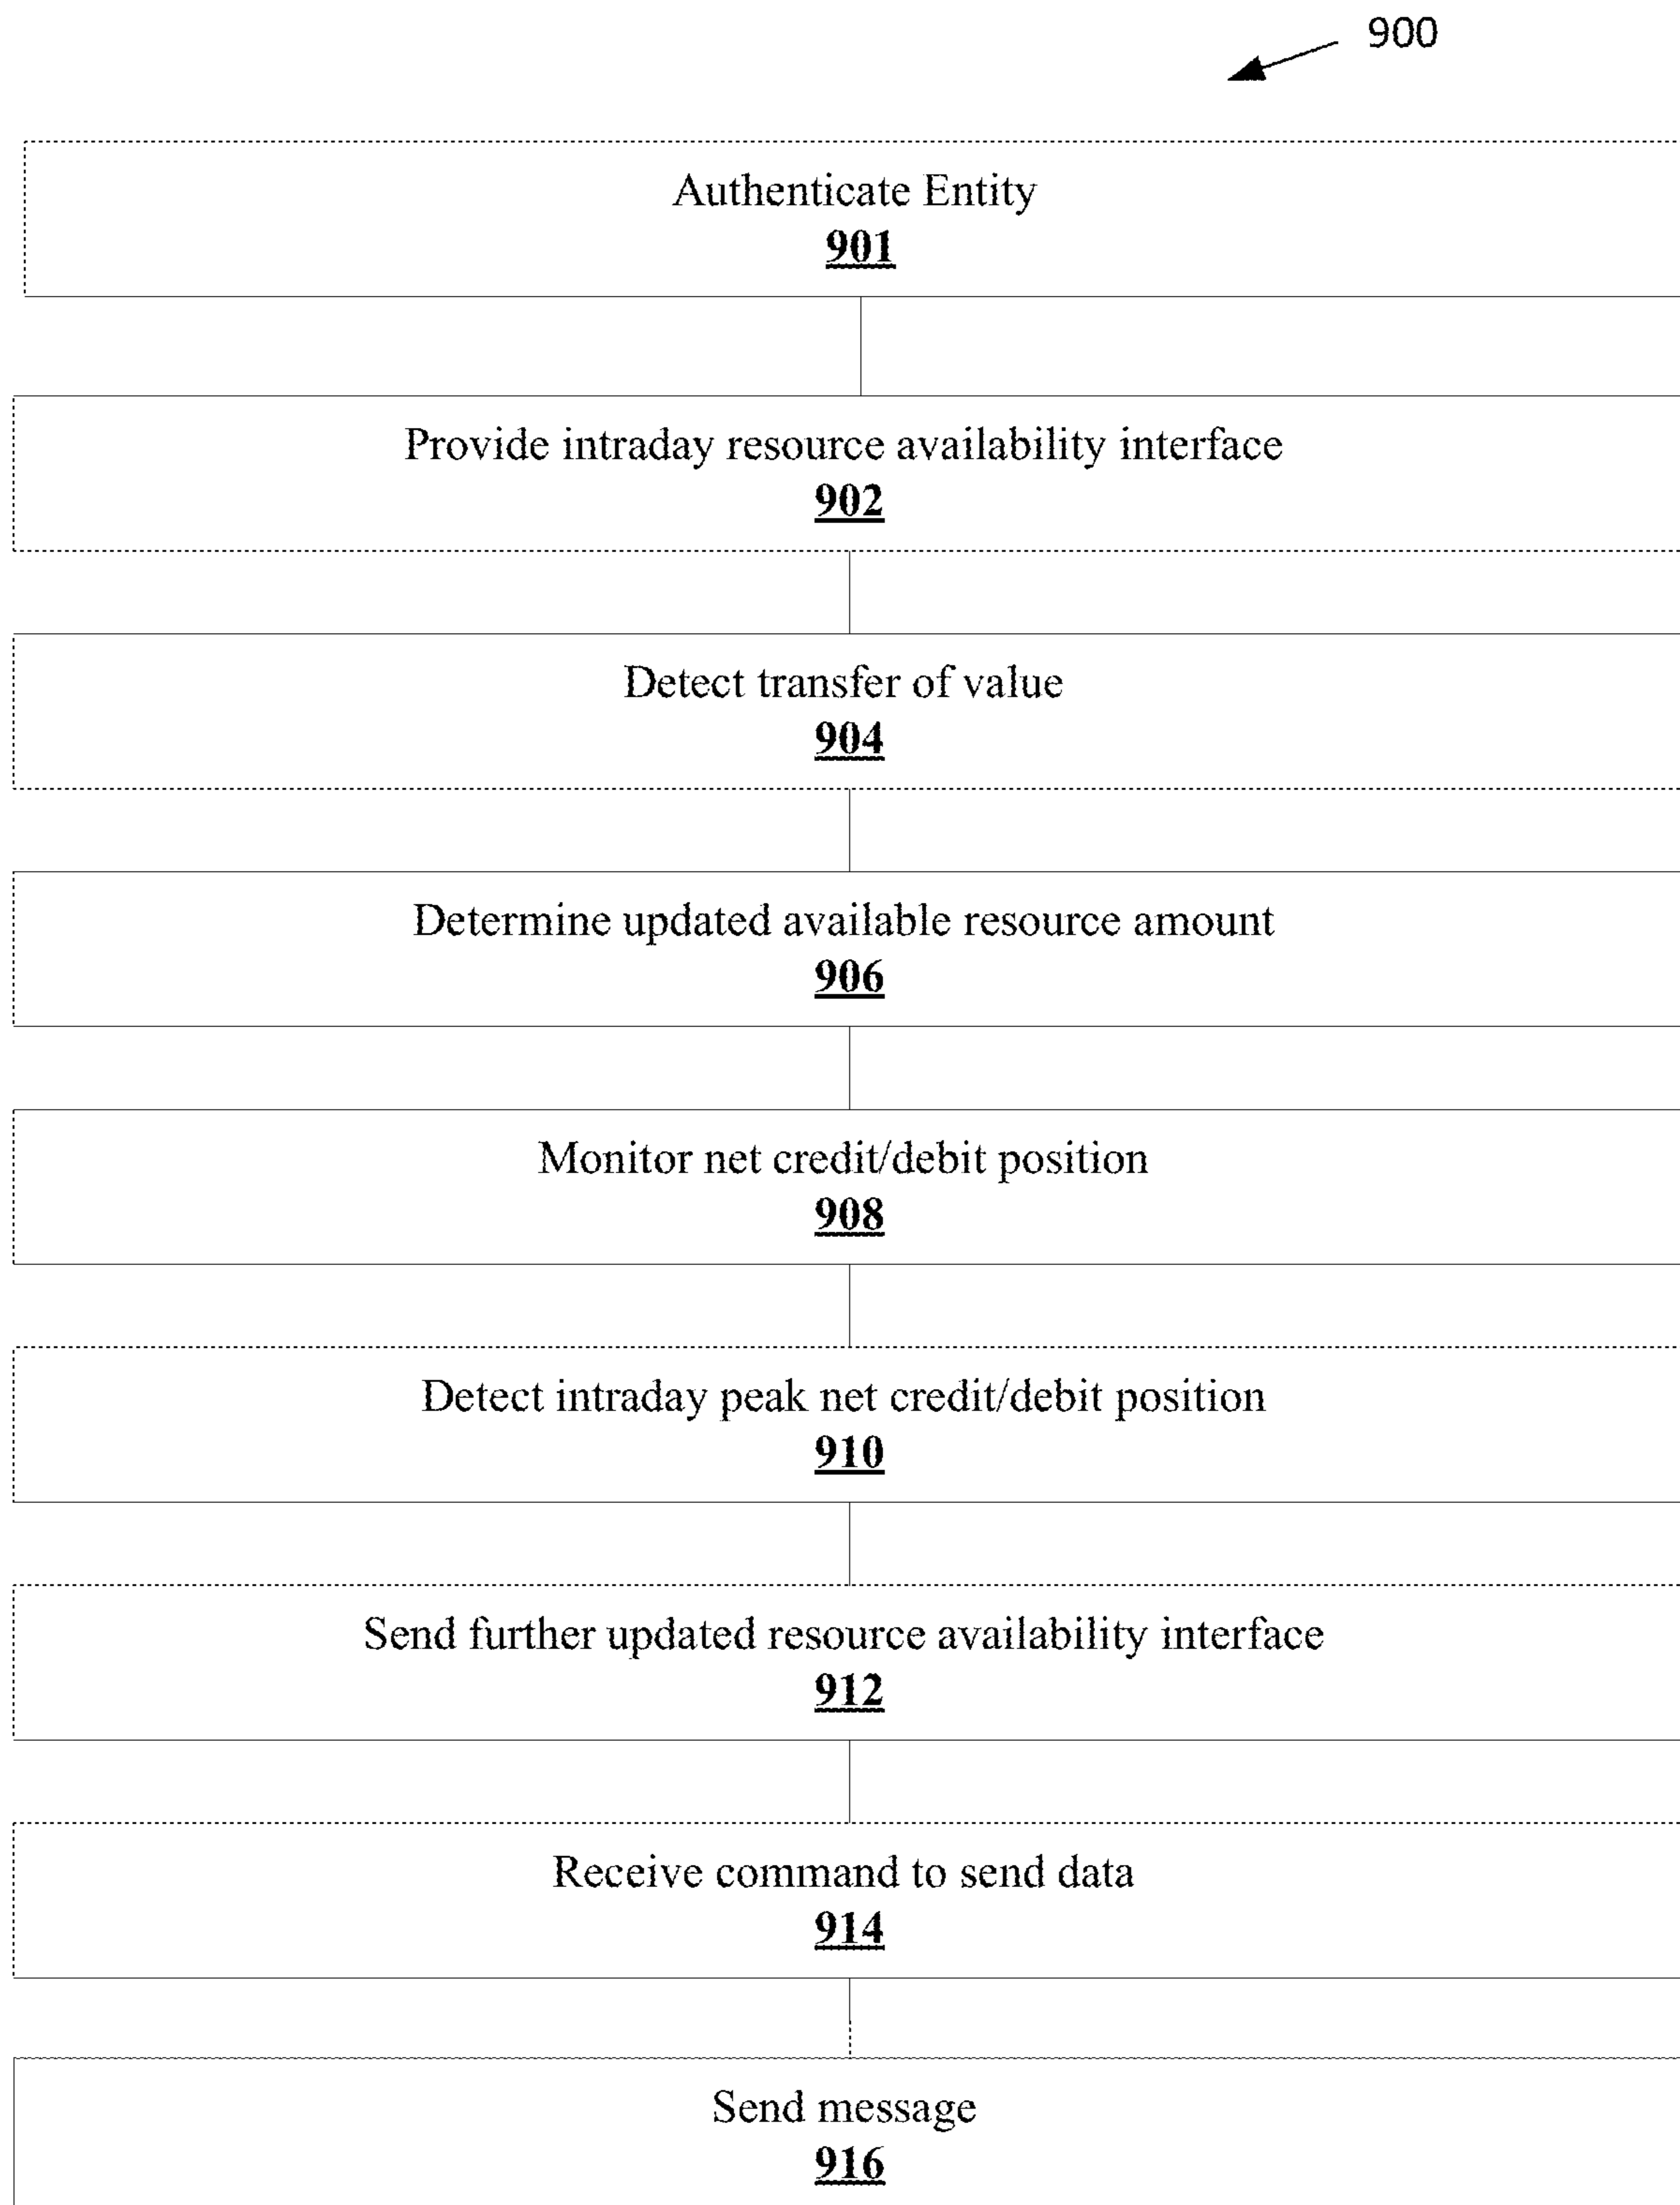 900
Authenticate Entity
901
Provide intraday resource availability interface
902
Detect transfer of value
904
Determine updated available resource amount
906
Monitor net credit/debit position
908
Detect intraday peak net credit/debit position
910
Send further updated resource availability interface
912
Receive command to send data
914
Send message
916